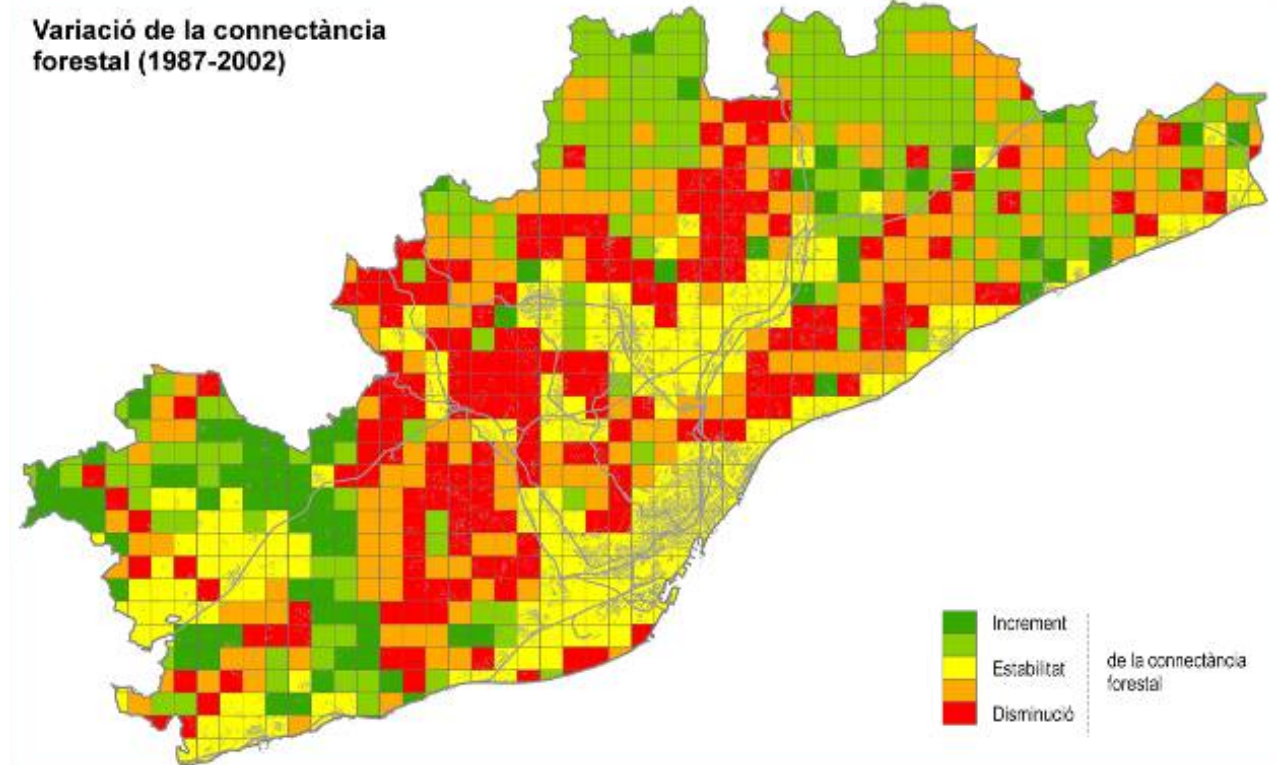 Variació de la connectància
forestal (1987-2002)
Increment
Estabilitat
Disminució
de la connectància
forestal